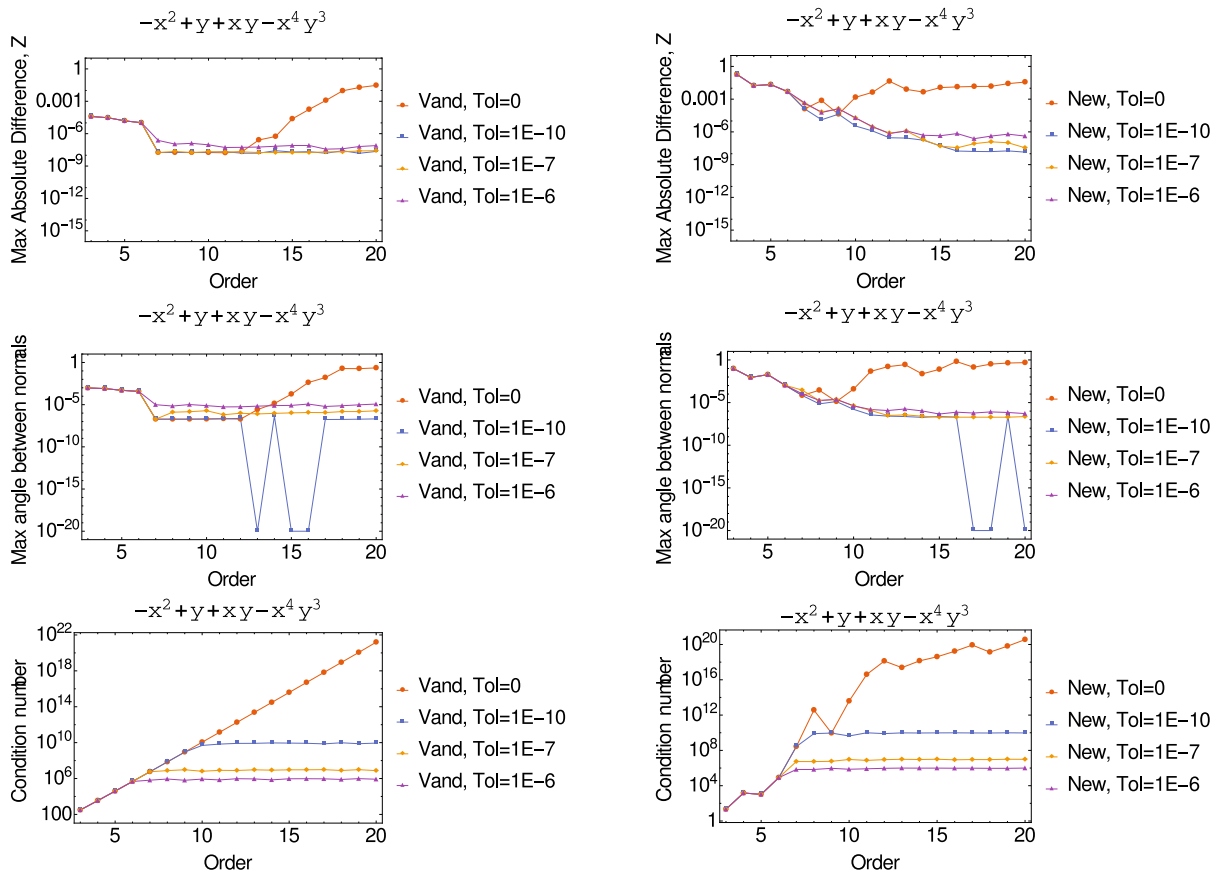 −x² + y + x y − x⁴ y³
Max Absolute Difference, Z
1
0.001
10⁻⁶
10⁻⁹
10⁻¹²
10⁻¹⁵
5 10 15 20
Order
Vand, Tol=0
Vand, Tol=1E−10
Vand, Tol=1E−7
Vand, Tol=1E−6
−x² + y + x y − x⁴ y³
Max Absolute Difference, Z
1
0.001
10⁻⁶
10⁻⁹
10⁻¹²
10⁻¹⁵
5 10 15 20
Order
New, Tol=0
New, Tol=1E−10
New, Tol=1E−7
New, Tol=1E−6
−x² + y + x y − x⁴ y³
Max angle between normals
1
10⁻⁵
10⁻¹⁰
10⁻¹⁵
10⁻²⁰
5 10 15 20
Order
Vand, Tol=0
Vand, Tol=1E−10
Vand, Tol=1E−7
Vand, Tol=1E−6
−x² + y + x y − x⁴ y³
Max angle between normals
1
10⁻⁵
10⁻¹⁰
10⁻¹⁵
10⁻²⁰
5 10 15 20
Order
New, Tol=0
New, Tol=1E−10
New, Tol=1E−7
New, Tol=1E−6
−x² + y + x y − x⁴ y³
Condition number
10²²
10¹⁸
10¹⁴
10¹⁰
10⁶
100
5 10 15 20
Order
Vand, Tol=0
Vand, Tol=1E−10
Vand, Tol=1E−7
Vand, Tol=1E−6
−x² + y + x y − x⁴ y³
Condition number
10²⁰
10¹⁶
10¹²
10⁸
10⁴
1
5 10 15 20
Order
New, Tol=0
New, Tol=1E−10
New, Tol=1E−7
New, Tol=1E−6